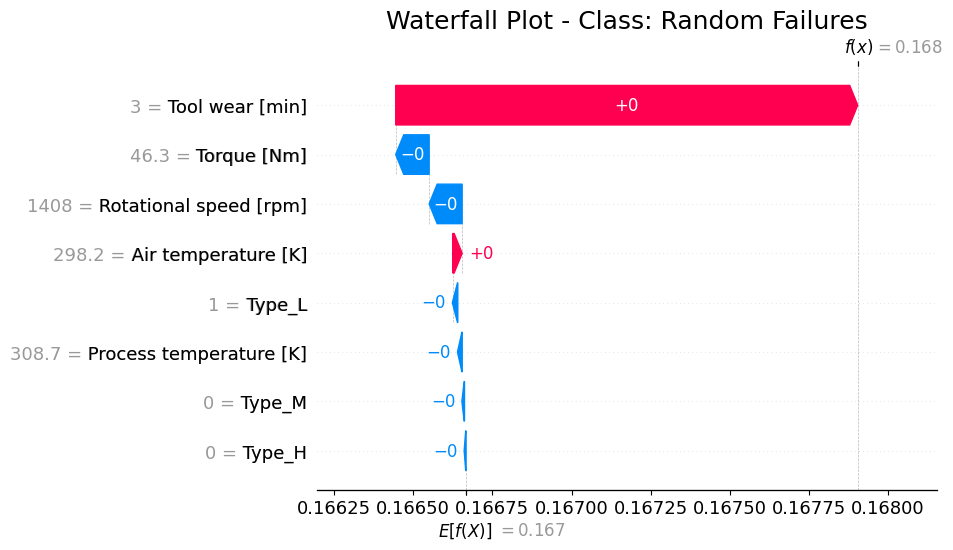 Waterfall Plot - Class: Random Failures
f(x) = 0.168
3 = Tool wear [min]
+0
46.3 = Torque [Nm]
−0
1408 = Rotational speed [rpm]
−0
298.2 = Air temperature [K]
+0
1 = Type_L
−0
308.7 = Process temperature [K]
−0
0 = Type_M
−0
0 = Type_H
−0
0.16625 0.16650 0.16675 0.16700 0.16725 0.16750 0.16775 0.16800
E[f(X)] = 0.167